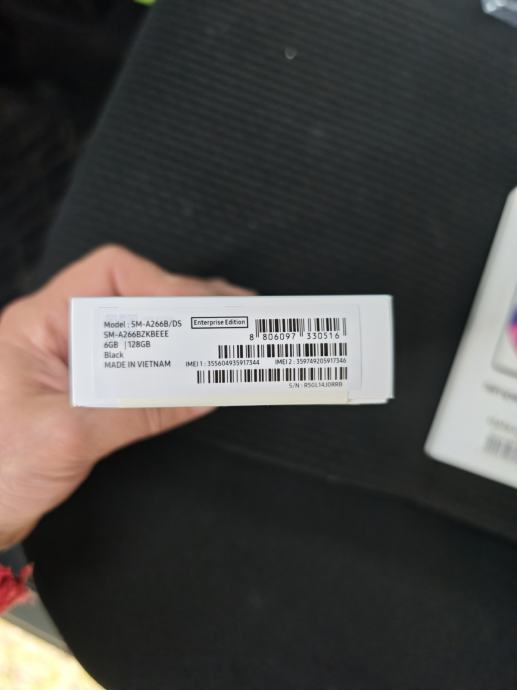 Model : SM-A266B/DS
Enterprise Edition
SM-A266BZKBEEE
6GB | 128GB
Black
MADE IN VIETNAM
8 806097 330516
IMEI 1 : 355604935917344
IMEI 2 : 359749205917346
S/N : R5GL14J0RRB